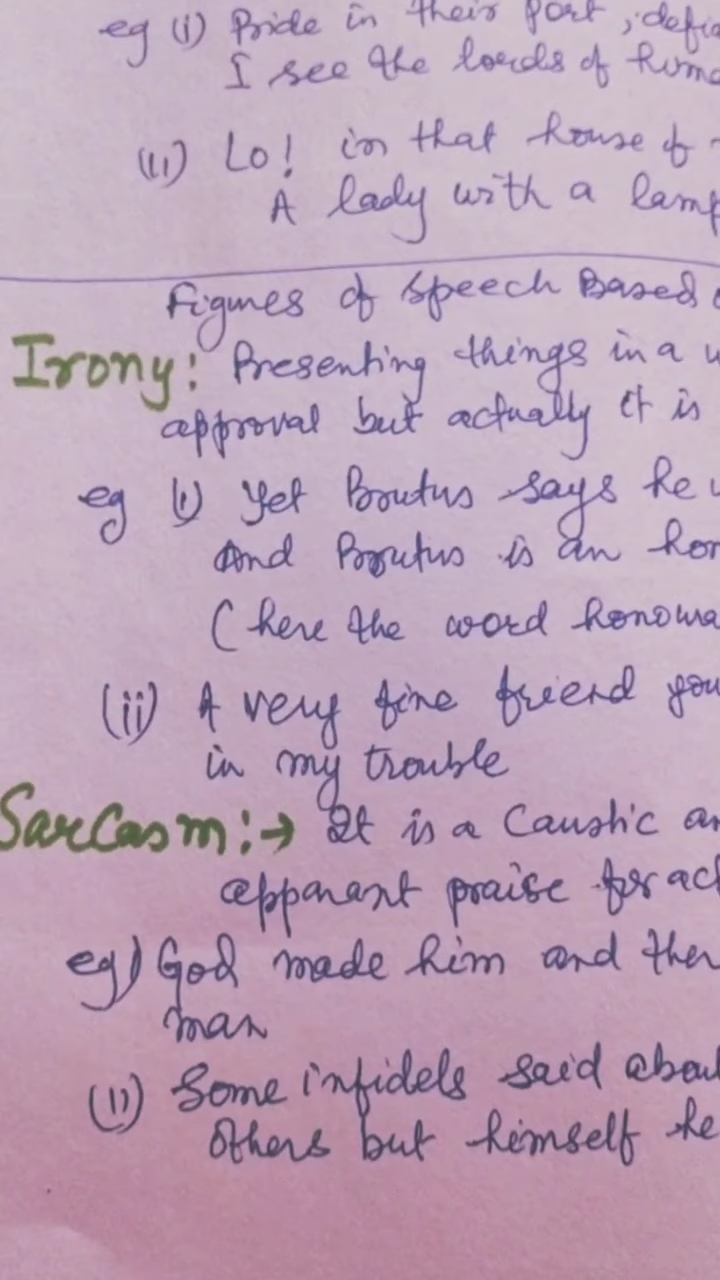 eg (i) Pride in their port, defia
I see the lords of huma
(ii) Lo! in that house of
A lady with a lamp
Figures of Speech Based
Irony: Presenting things in a w
approval but actually it is
eg (i) Yet Brutus says he w
And Brutus is an hon
(here the word honoura
(ii) A very fine friend you
in my trouble
Sarcasm:→ It is a Caustic an
apparant praise for act
eg) God made him and ther
man
(ii) Some infidels said about
others but himself he